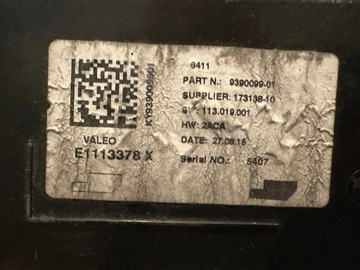 6411
PART N.: 9390099-01
SUPPLIER: 173138-10
SW: 113.019.001
HW: 2ACA
DATE: 27.08.15
Serial NO.: 5407
VALEO
E1113378 X